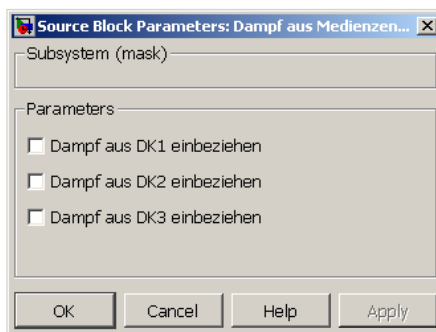 Source Block Parameters: Dampf aus Medienzen...
Subsystem (mask)
Parameters
Dampf aus DK1 einbeziehen
Dampf aus DK2 einbeziehen
Dampf aus DK3 einbeziehen
OK Cancel Help Apply